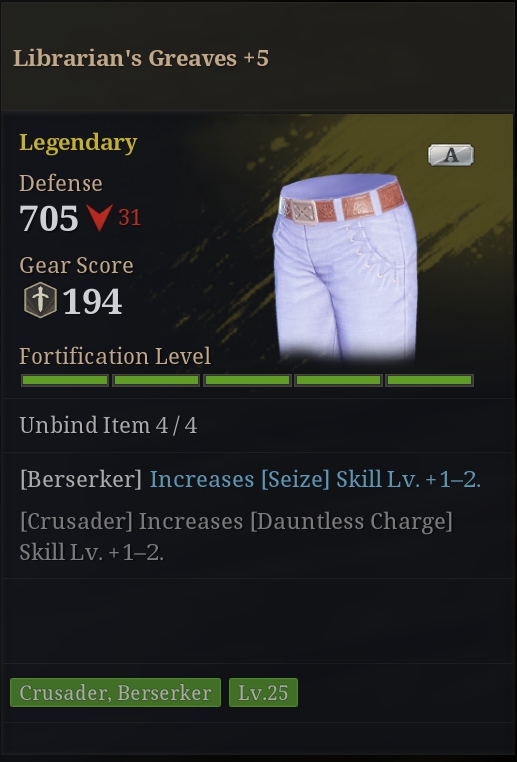 Librarian's Greaves +5
Legendary
A
Defense
705 31
Gear Score
194
Fortification Level
Unbind Item 4 / 4
[Berserker] Increases [Seize] Skill Lv. +1–2.
[Crusader] Increases [Dauntless Charge]
Skill Lv. +1–2.
Crusader, Berserker Lv.25